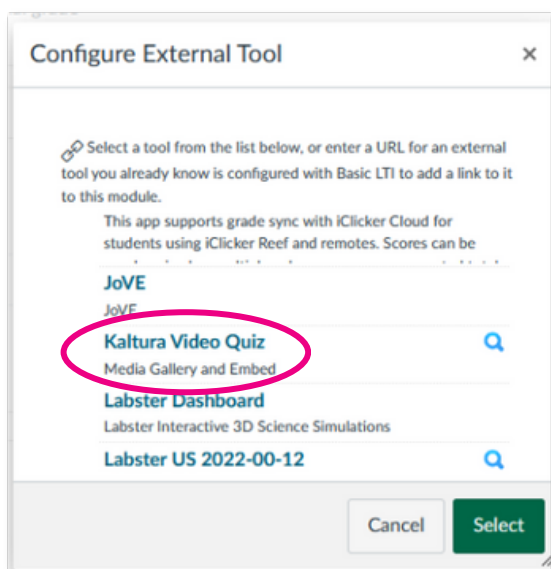 Configure External Tool ×
Select a tool from the list below, or enter a URL for an external
tool you already know is configured with Basic LTI to add a link to it
to this module.
This app supports grade sync with iClicker Cloud for
students using iClicker Reef and remotes. Scores can be
JoVE
JoVE
Kaltura Video Quiz
Media Gallery and Embed
Labster Dashboard
Labster Interactive 3D Science Simulations
Labster US 2022-00-12
Cancel Select